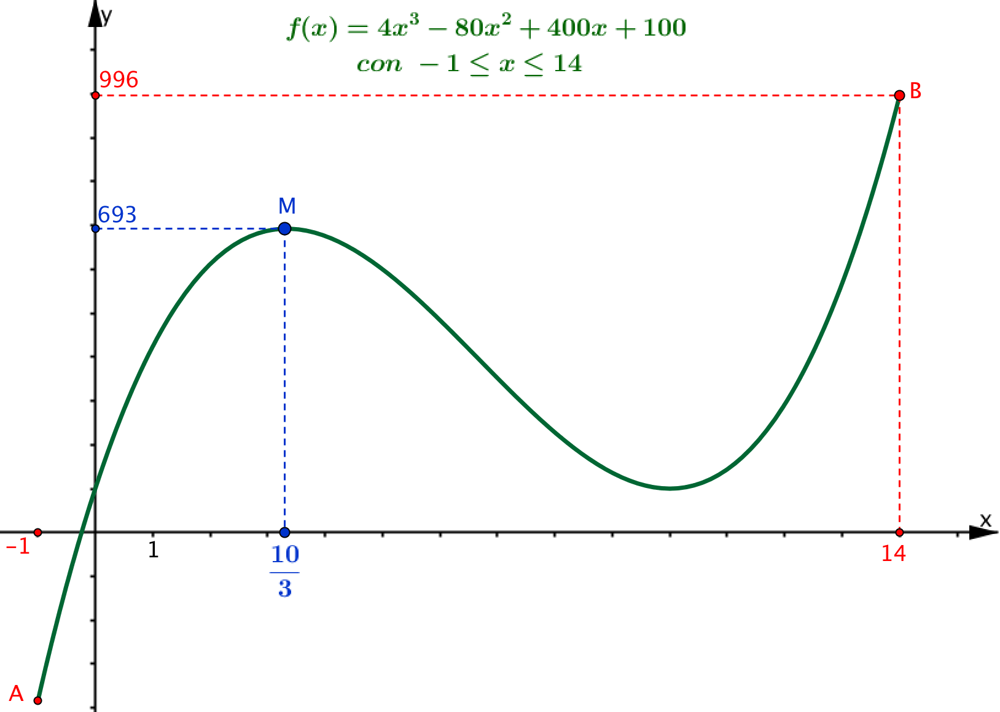 y
f(x) = 4x³ − 80x² + 400x + 100
con − 1 ≤ x ≤ 14
996
B
M
693
x
−1
1
10/3
14
A